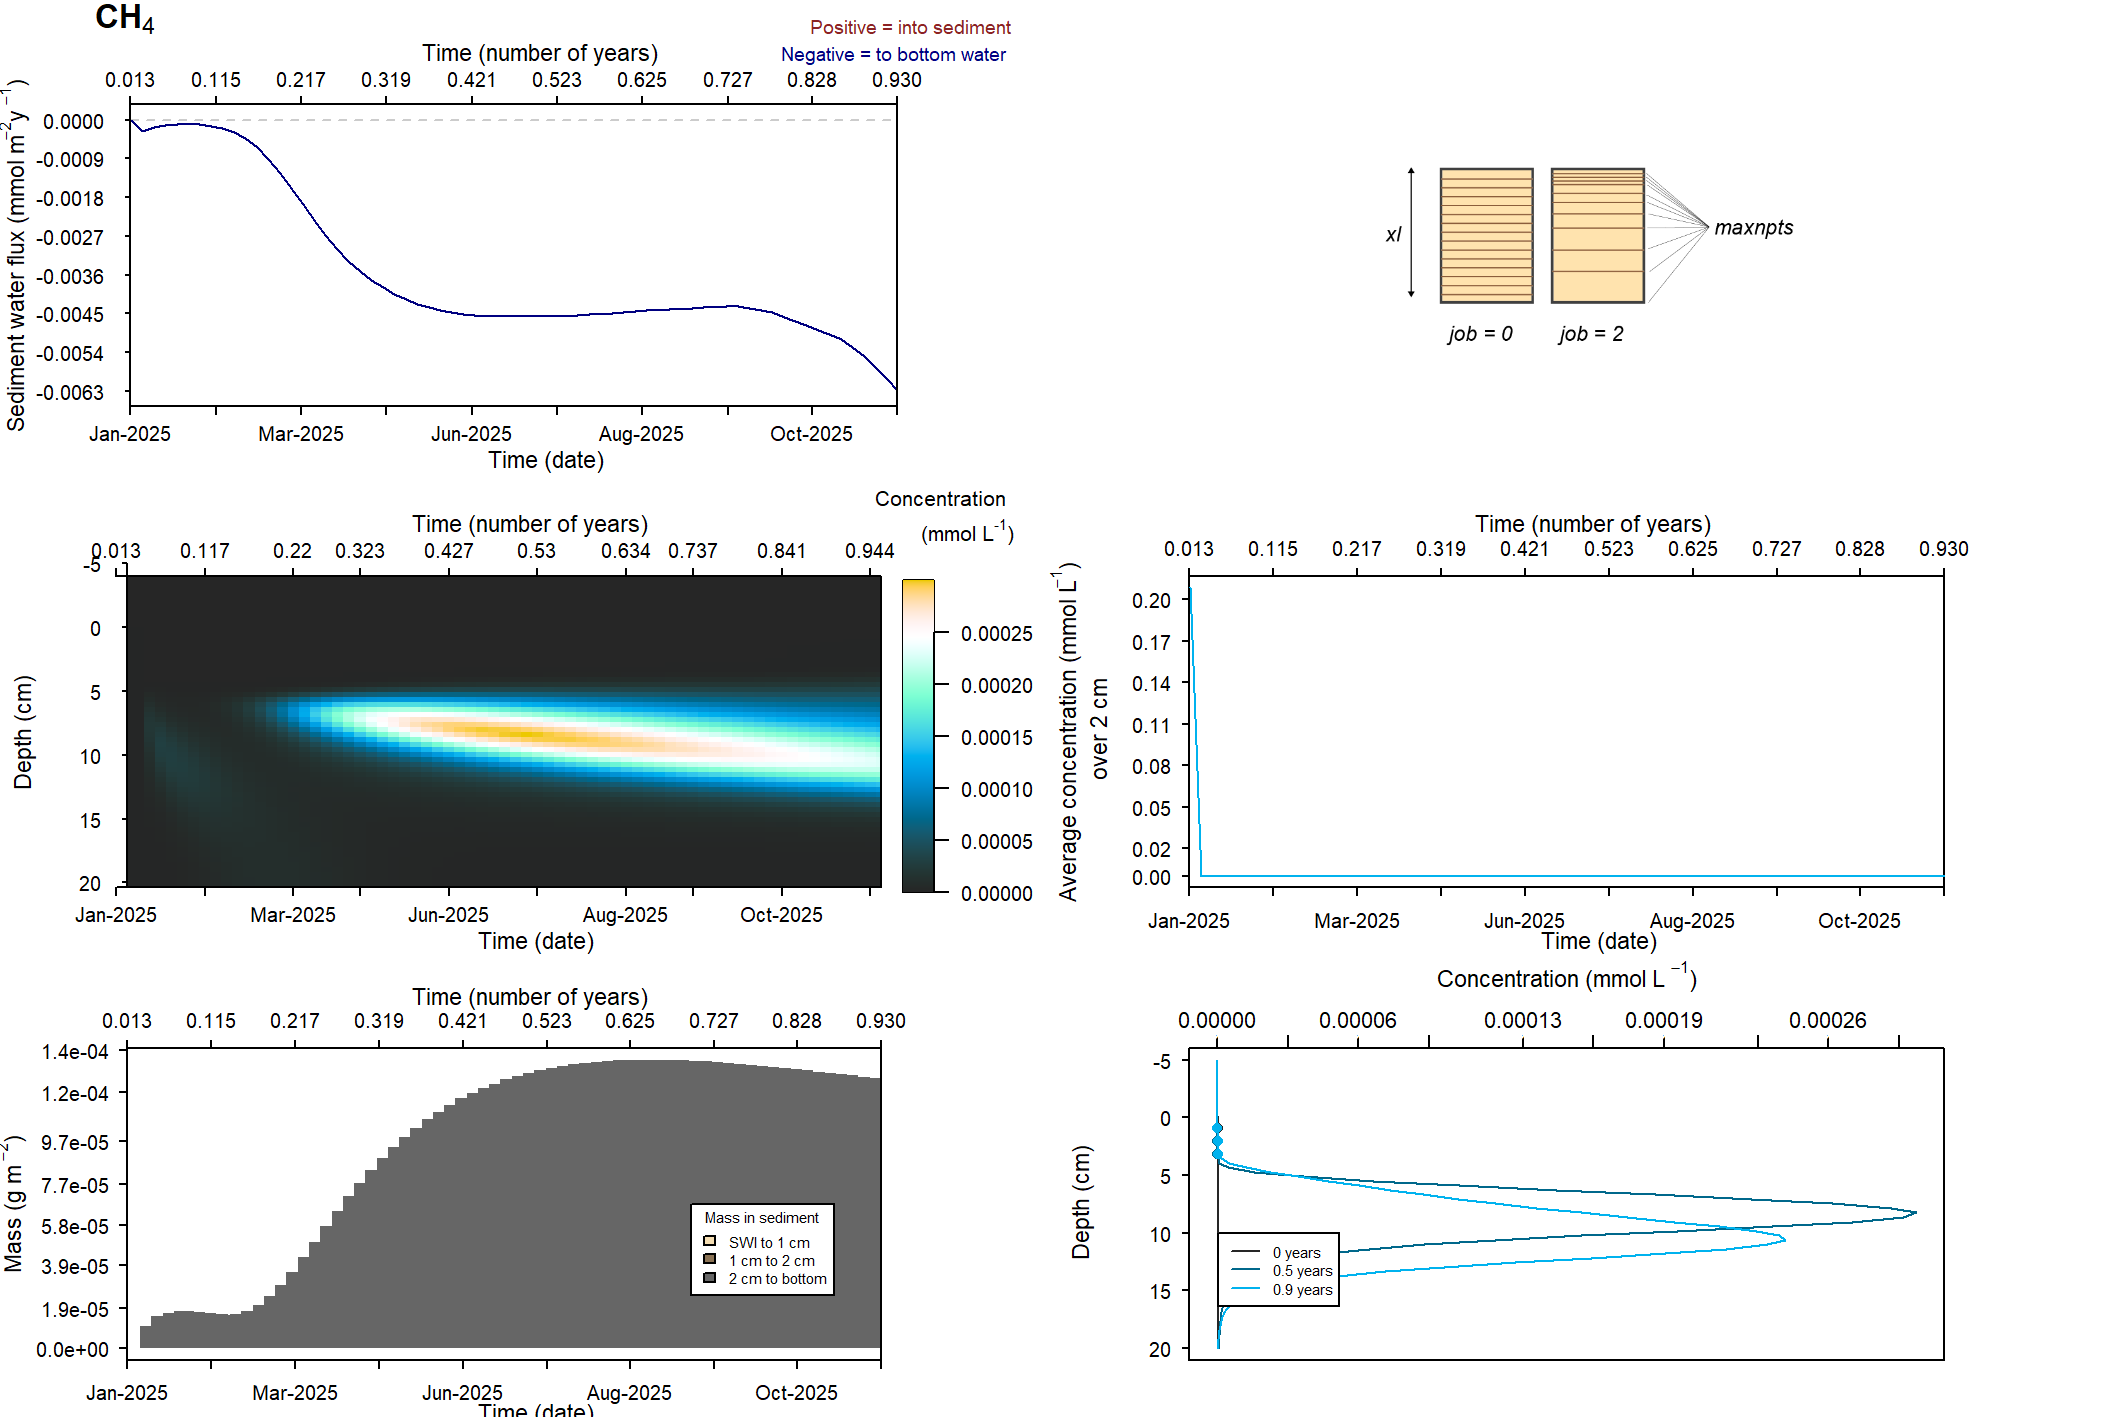 CH4
Positive = into sediment
Negative = to bottom water
Time (number of years)
0.013 0.115 0.217 0.319 0.421 0.523 0.625 0.727 0.828 0.930
Sediment water flux (mmol m−2y−1)
0.0000
-0.0009
-0.0018
-0.0027
-0.0036
-0.0045
-0.0054
-0.0063
Jan-2025 Mar-2025 Jun-2025 Aug-2025 Oct-2025
Time (date)
xl
maxnpts
job = 0 job = 2
Concentration
(mmol L-1)
Time (number of years)
0.013 0.117 0.22 0.323 0.427 0.53 0.634 0.737 0.841 0.944
Depth (cm)
-5
0
5
10
15
20
0.00025
0.00020
0.00015
0.00010
0.00005
0.00000
Jan-2025 Mar-2025 Jun-2025 Aug-2025 Oct-2025
Time (date)
Time (number of years)
0.013 0.115 0.217 0.319 0.421 0.523 0.625 0.727 0.828 0.930
Average concentration (mmol L−1)
over 2 cm
0.20
0.17
0.14
0.11
0.08
0.05
0.02
0.00
Jan-2025 Mar-2025 Jun-2025 Aug-2025 Oct-2025
Time (date)
Time (number of years)
0.013 0.115 0.217 0.319 0.421 0.523 0.625 0.727 0.828 0.930
Mass (g m−2)
1.4e-04
1.2e-04
9.7e-05
7.7e-05
5.8e-05
3.9e-05
1.9e-05
0.0e+00
Mass in sediment
SWI to 1 cm
1 cm to 2 cm
2 cm to bottom
Jan-2025 Mar-2025 Jun-2025 Aug-2025 Oct-2025
Time (date)
Concentration (mmol L −1)
0.00000 0.00006 0.00013 0.00019 0.00026
Depth (cm)
-5
0
5
10
15
20
0 years
0.5 years
0.9 years